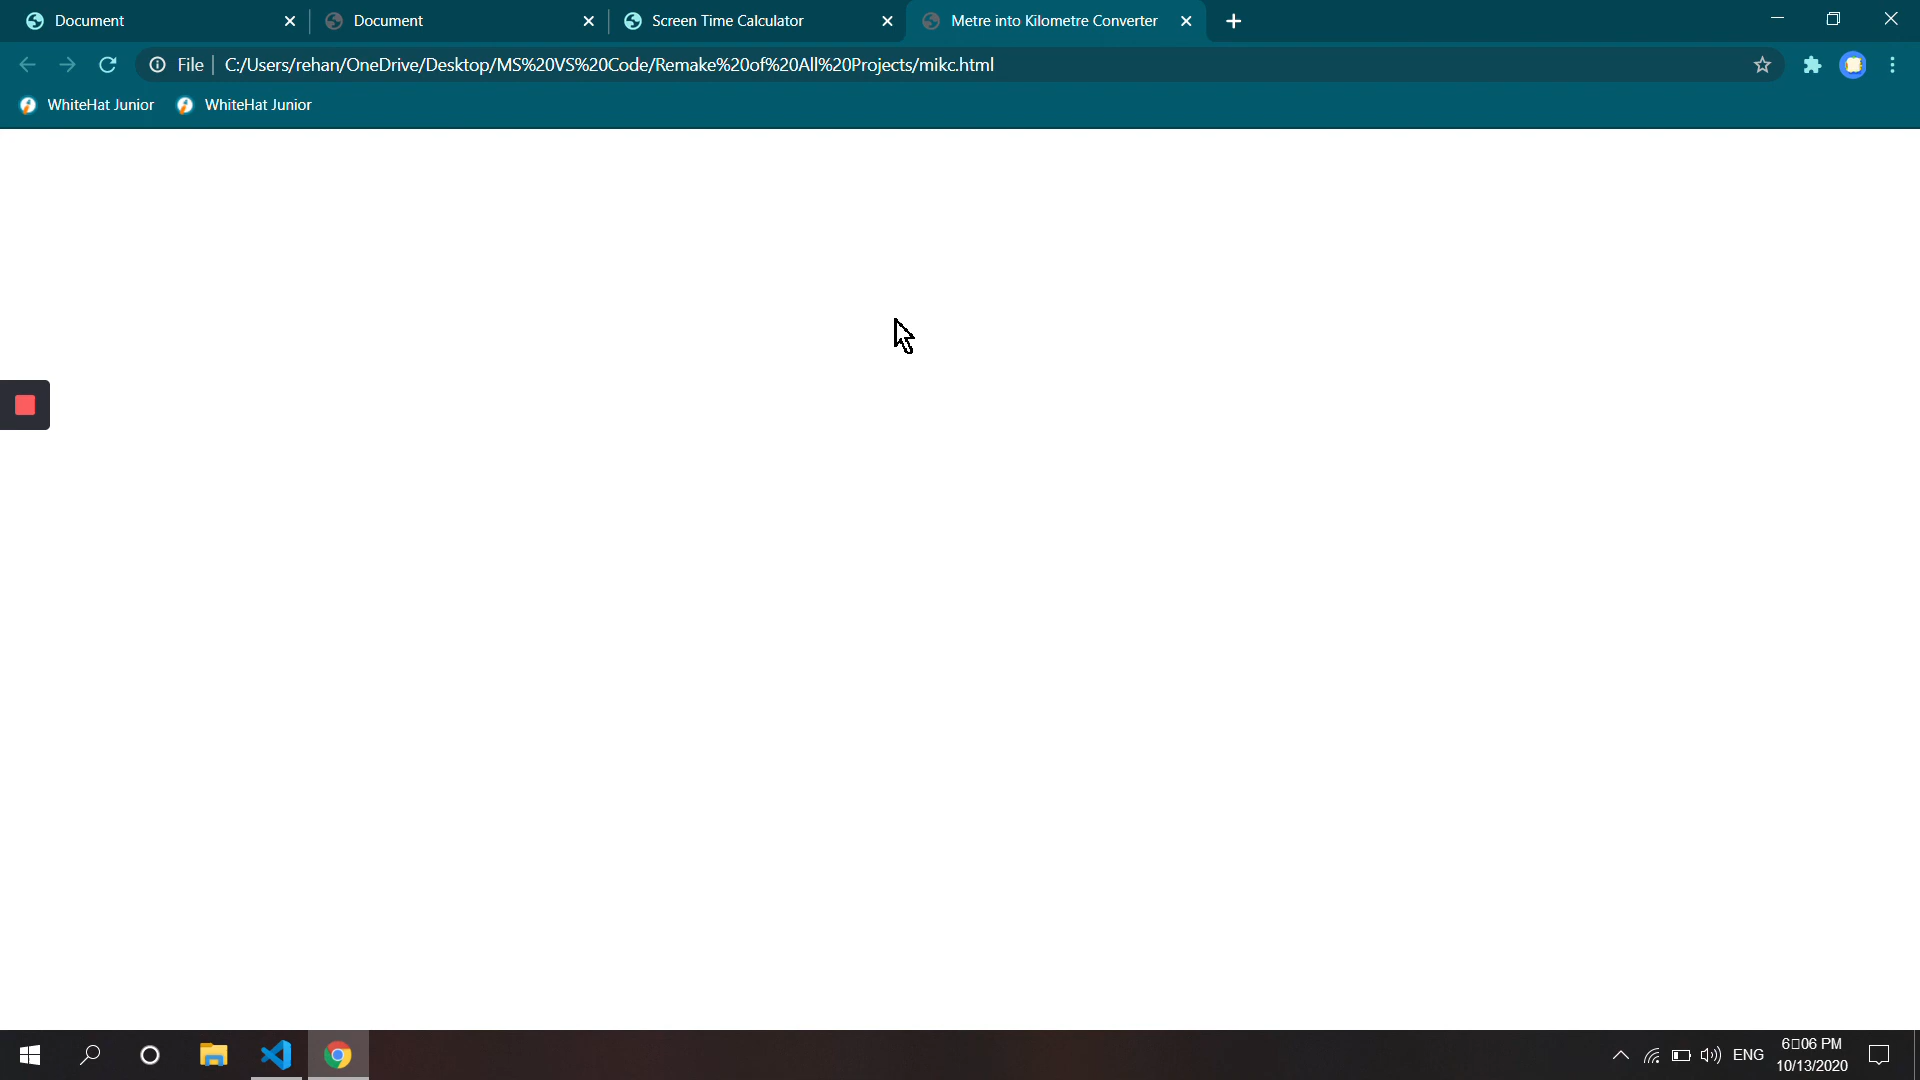 Document
Document
Screen Time Calculator
Metre into Kilometre Converter
File
C:/Users/rehan/OneDrive/Desktop/MS%20VS%20Code/Remake%20of%20All%20Projects/mikc.html
WhiteHat Junior
WhiteHat Junior
ENG
6▯06 PM
10/13/2020